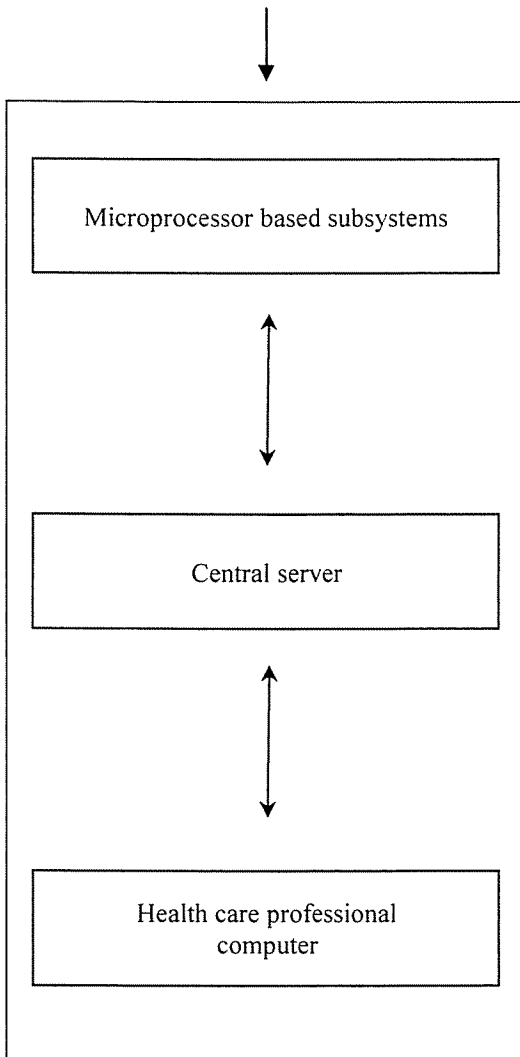 Microprocessor based subsystems
Central server
Health care professional
computer